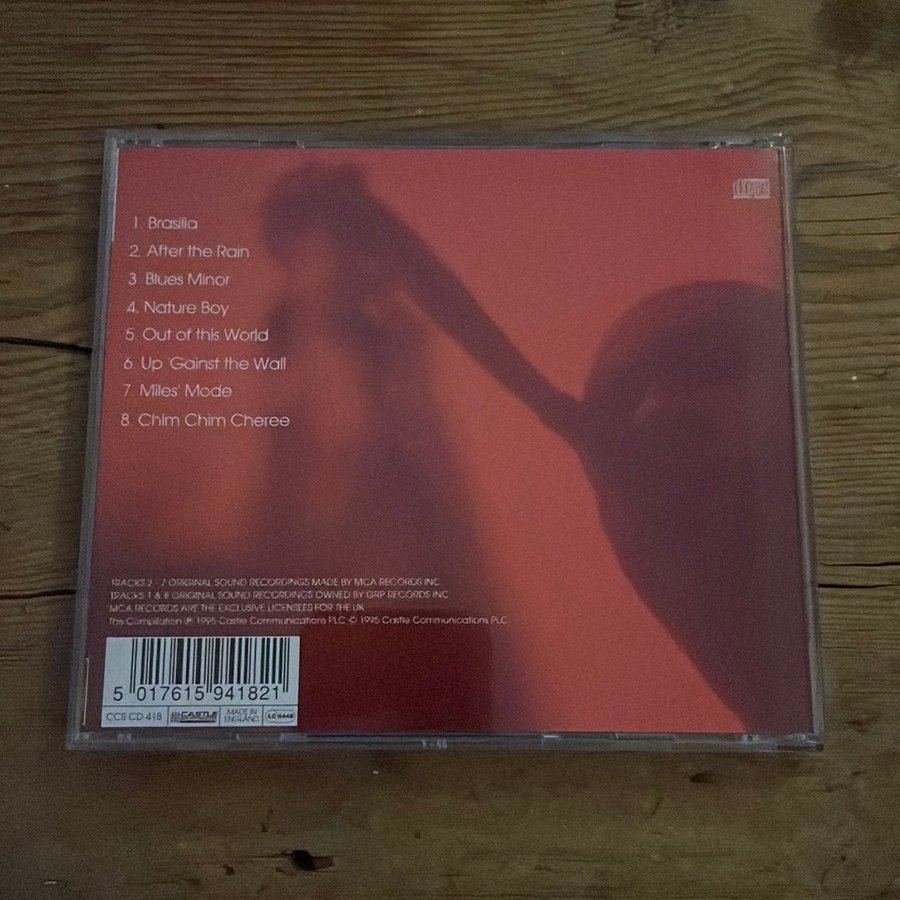 1. Brasilia
2. After the Rain
3. Blues Minor
4. Nature Boy
5. Out of this World
6. Up 'Gainst the Wall
7. Miles' Mode
8. Chim Chim Cheree
TRACKS 2 - 7 ORIGINAL SOUND RECORDINGS MADE BY MCA RECORDS INC.
TRACKS 1 & 8 ORIGINAL SOUND RECORDINGS OWNED BY GRP RECORDS INC
MCA RECORDS ARE THE EXCLUSIVE LICENSEES FOR THE UK
This Compilation ℗ 1995 Castle Communications PLC © 1995 Castle Communications PLC
5 017615 941821
CCS CD 418
CASTLE
MADE IN
ENGLAND
LC 6448